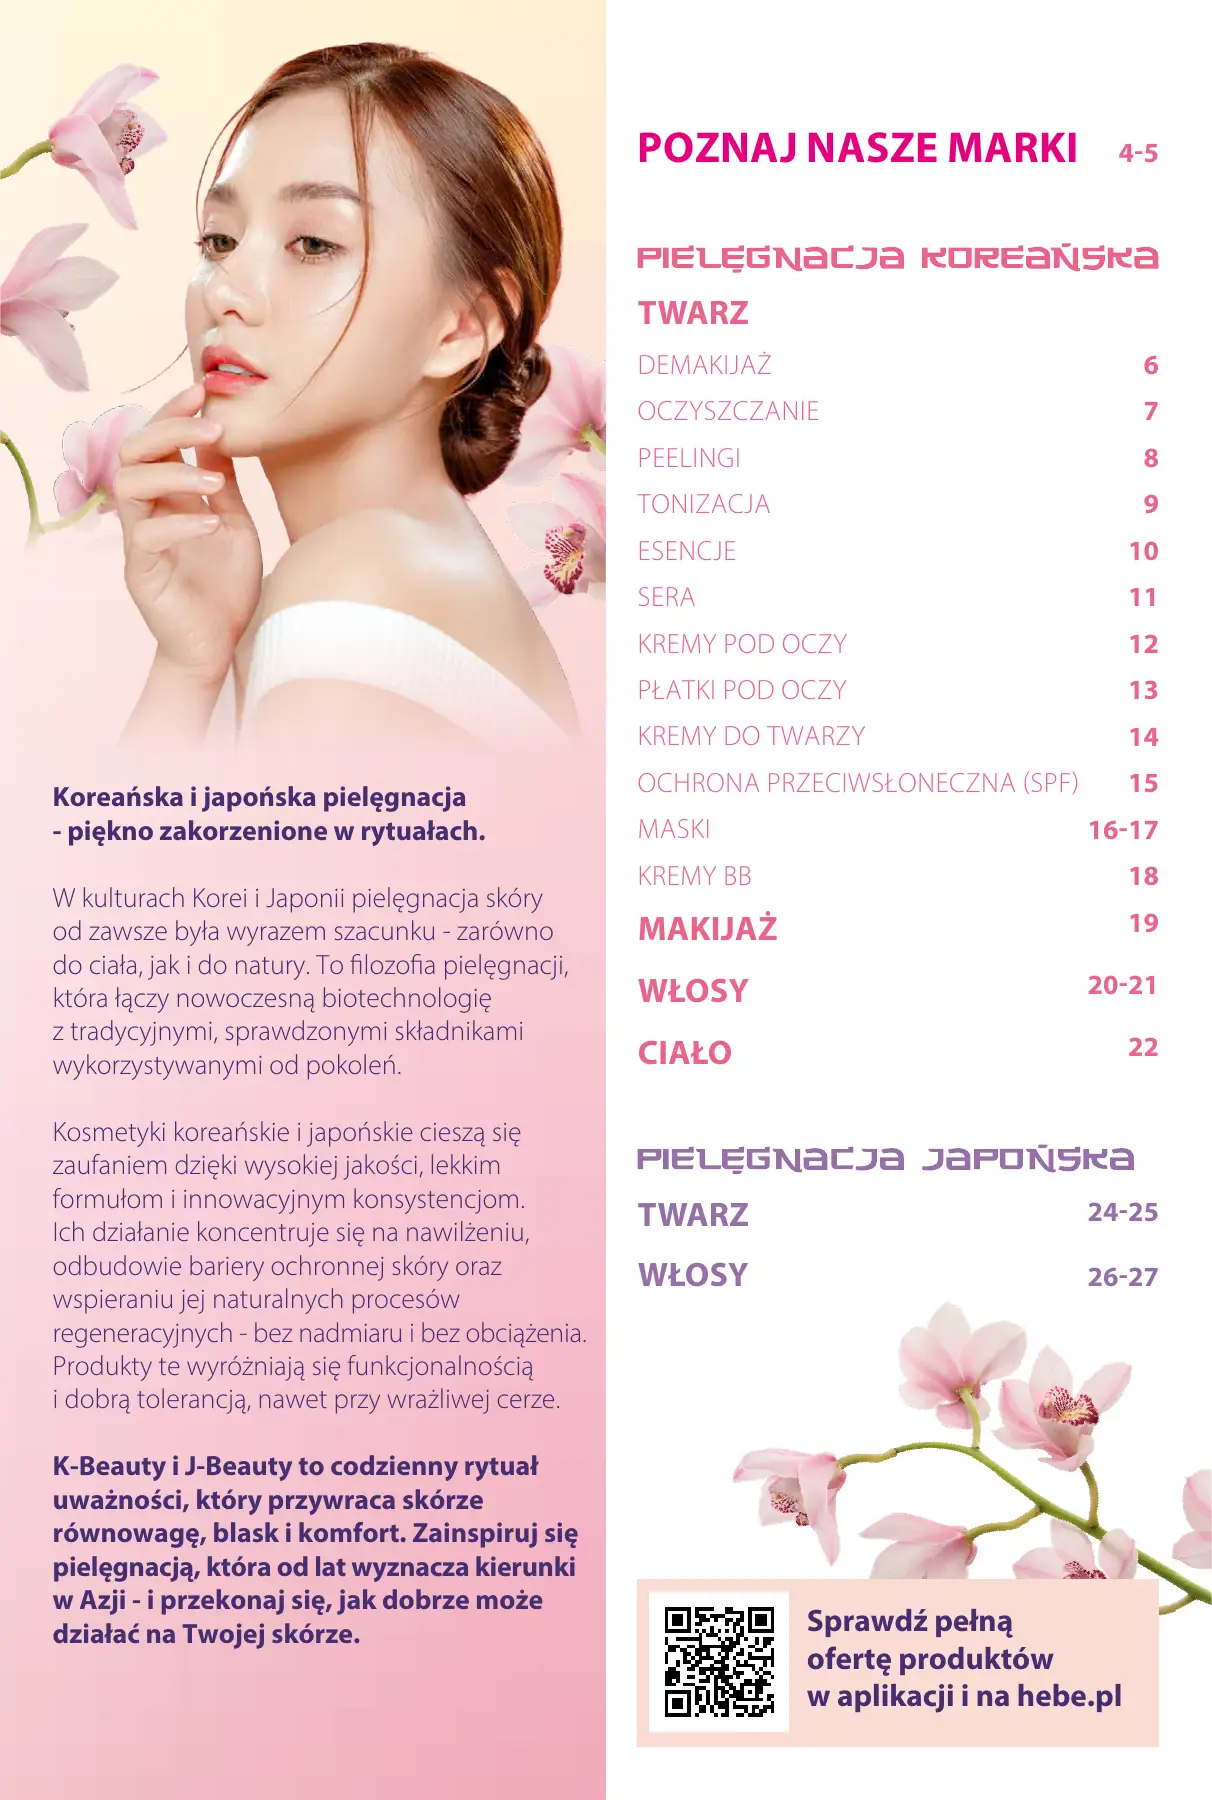 Koreańska i japońska pielęgnacja
- piękno zakorzenione w rytuałach.
W kulturach Korei i Japonii pielęgnacja skóry
od zawsze była wyrazem szacunku - zarówno
do ciała, jak i do natury. To filozofia pielęgnacji,
która łączy nowoczesną biotechnologię
z tradycyjnymi, sprawdzonymi składnikami
wykorzystywanymi od pokoleń.
Kosmetyki koreańskie i japońskie cieszą się
zaufaniem dzięki wysokiej jakości, lekkim
formułom i innowacyjnym konsystencjom.
Ich działanie koncentruje się na nawilżeniu,
odbudowie bariery ochronnej skóry oraz
wspieraniu jej naturalnych procesów
regeneracyjnych - bez nadmiaru i bez obciążenia.
Produkty te wyróżniają się funkcjonalnością
i dobrą tolerancją, nawet przy wrażliwej cerze.
K-Beauty i J-Beauty to codzienny rytuał
uważności, który przywraca skórze
równowagę, blask i komfort. Zainspiruj się
pielęgnacją, która od lat wyznacza kierunki
w Azji - i przekonaj się, jak dobrze może
działać na Twojej skórze.
POZNAJ NASZE MARKI 4-5
PIELĘGNACJA KOREAŃSKA
TWARZ
DEMAKIJAŻ 6
OCZYSZCZANIE 7
PEELINGI 8
TONIZACJA 9
ESENCJE 10
SERA 11
KREMY POD OCZY 12
PŁATKI POD OCZY 13
KREMY DO TWARZY 14
OCHRONA PRZECIWSŁONECZNA (SPF) 15
MASKI 16-17
KREMY BB 18
MAKIJAŻ 19
WŁOSY 20-21
CIAŁO 22
PIELĘGNACJA JAPOŃSKA
TWARZ 24-25
WŁOSY 26-27
Sprawdź pełną
ofertę produktów
w aplikacji i na hebe.pl